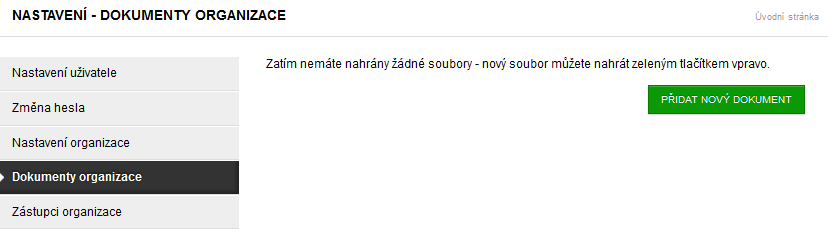 NASTAVENÍ - DOKUMENTY ORGANIZACE
Úvodní stránka
Nastavení uživatele
Změna hesla
Nastavení organizace
Dokumenty organizace
Zástupci organizace
Zatím nemáte nahrány žádné soubory - nový soubor můžete nahrát zeleným tlačítkem vpravo.
PŘIDAT NOVÝ DOKUMENT